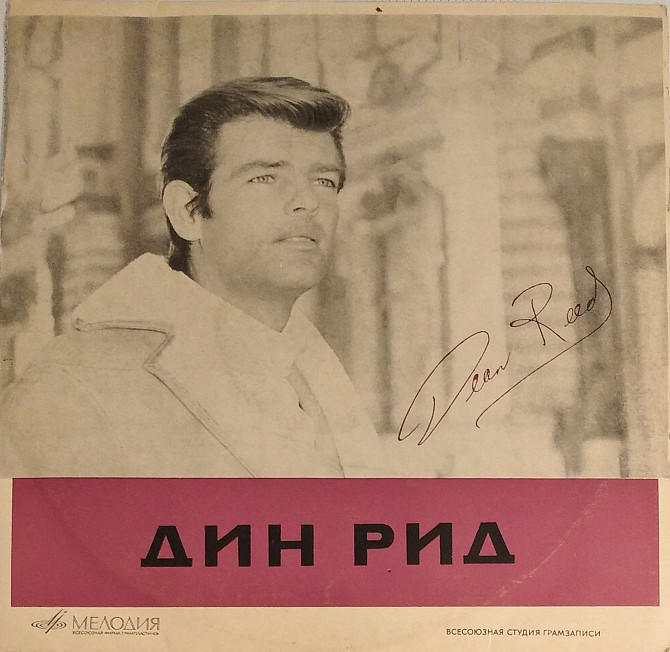 Dean Reed
ДИН РИД
МЕЛОДИЯ
ВСЕСОЮЗНАЯ ФИРМА ГРАМПЛАСТИНОК
ВСЕСОЮЗНАЯ СТУДИЯ ГРАМЗАПИСИ